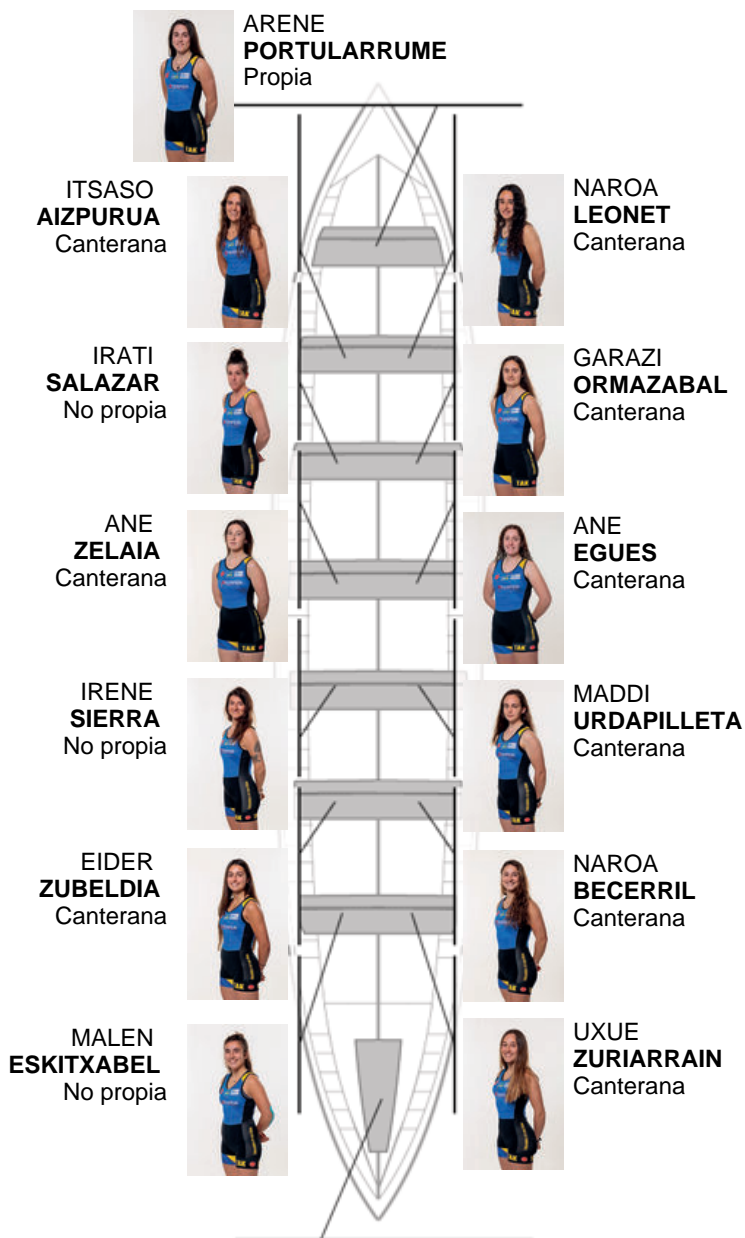 ARENE
PORTULARRUME
Propia
ITSASO
AIZPURUA
Canterana
NAROA
LEONET
Canterana
IRATI
SALAZAR
No propia
GARAZI
ORMAZABAL
Canterana
ANE
ZELAIA
Canterana
ANE
EGUES
Canterana
IRENE
SIERRA
No propia
MADDI
URDAPILLETA
Canterana
EIDER
ZUBELDIA
Canterana
NAROA
BECERRIL
Canterana
MALEN
ESKITXABEL
No propia
UXUE
ZURIARRAIN
Canterana